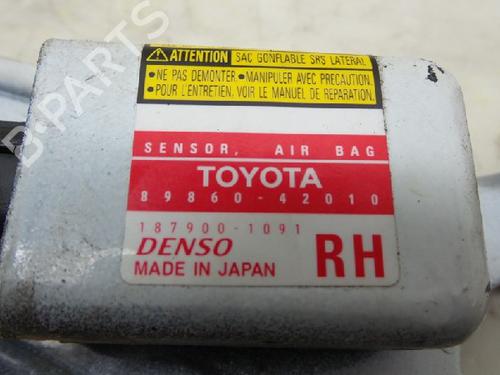 ATTENTION SAC GONFLABLE SRS LATERAL
• NE PAS DEMONTER. • MANIPULER AVEC PRECAUTION.
• POUR L'ENTRETIEN, VOIR LE MANUEL DE REPARATION.
SENSOR, AIR BAG
TOYOTA
89860-42010
187900-1091
DENSO
MADE IN JAPAN
RH
B-PARTS